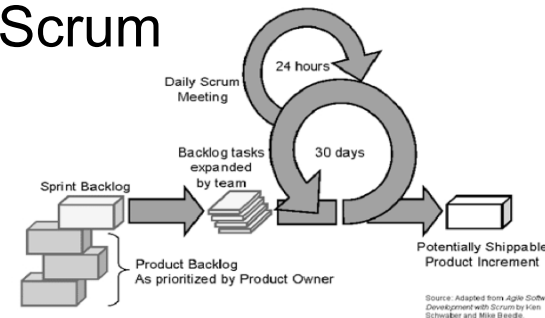 Scrum
24 hours
Daily Scrum
Meeting
Backlog tasks
expanded
by team
30 days
Sprint Backlog
Potentially Shippable
Product Increment
Product Backlog
As prioritized by Product Owner
Source: Adapted from Agile Softw
Development with Scrum by Ken
Schwaber and Mike Beedle.